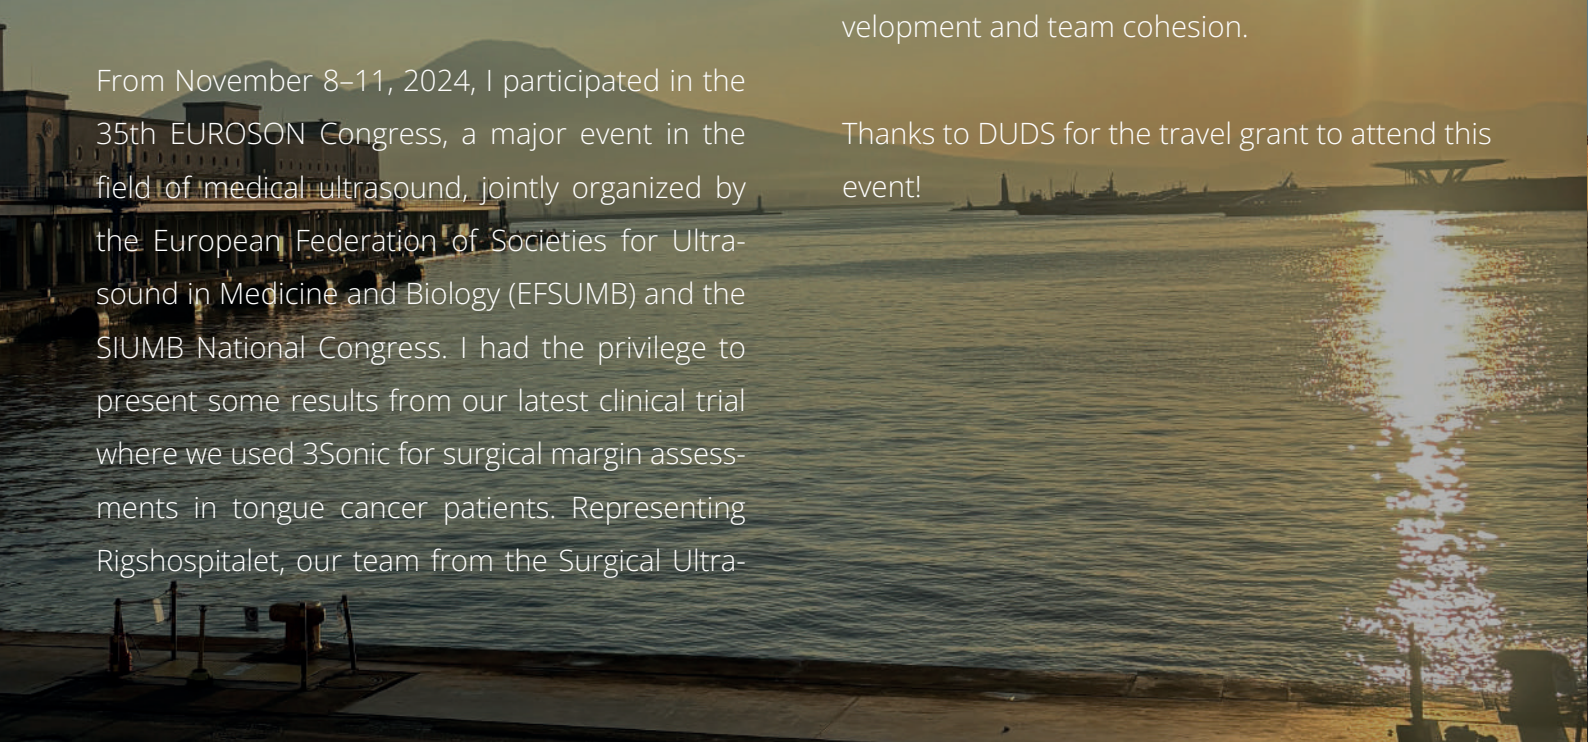 From November 8–11, 2024, I participated in the
35th EUROSON Congress, a major event in the
field of medical ultrasound, jointly organized by
the European Federation of Societies for Ultra-
sound in Medicine and Biology (EFSUMB) and the
SIUMB National Congress. I had the privilege to
present some results from our latest clinical trial
where we used 3Sonic for surgical margin assess-
ments in tongue cancer patients. Representing
Rigshospitalet, our team from the Surgical Ultra-
velopment and team cohesion.
Thanks to DUDS for the travel grant to attend this
event!